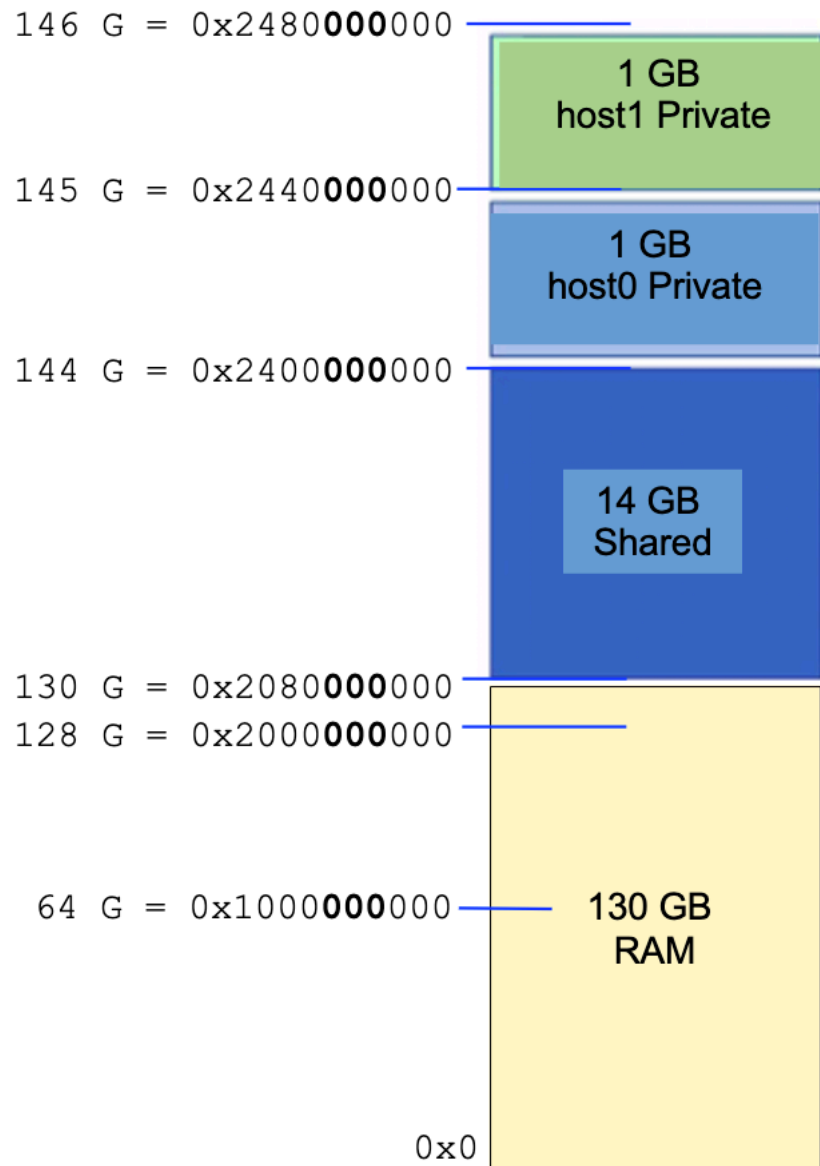 146 G = 0x2480000000
1 GB
host1 Private
145 G = 0x2440000000
1 GB
host0 Private
144 G = 0x2400000000
14 GB
Shared
130 G = 0x2080000000
128 G = 0x2000000000
64 G = 0x1000000000
130 GB
RAM
0x0